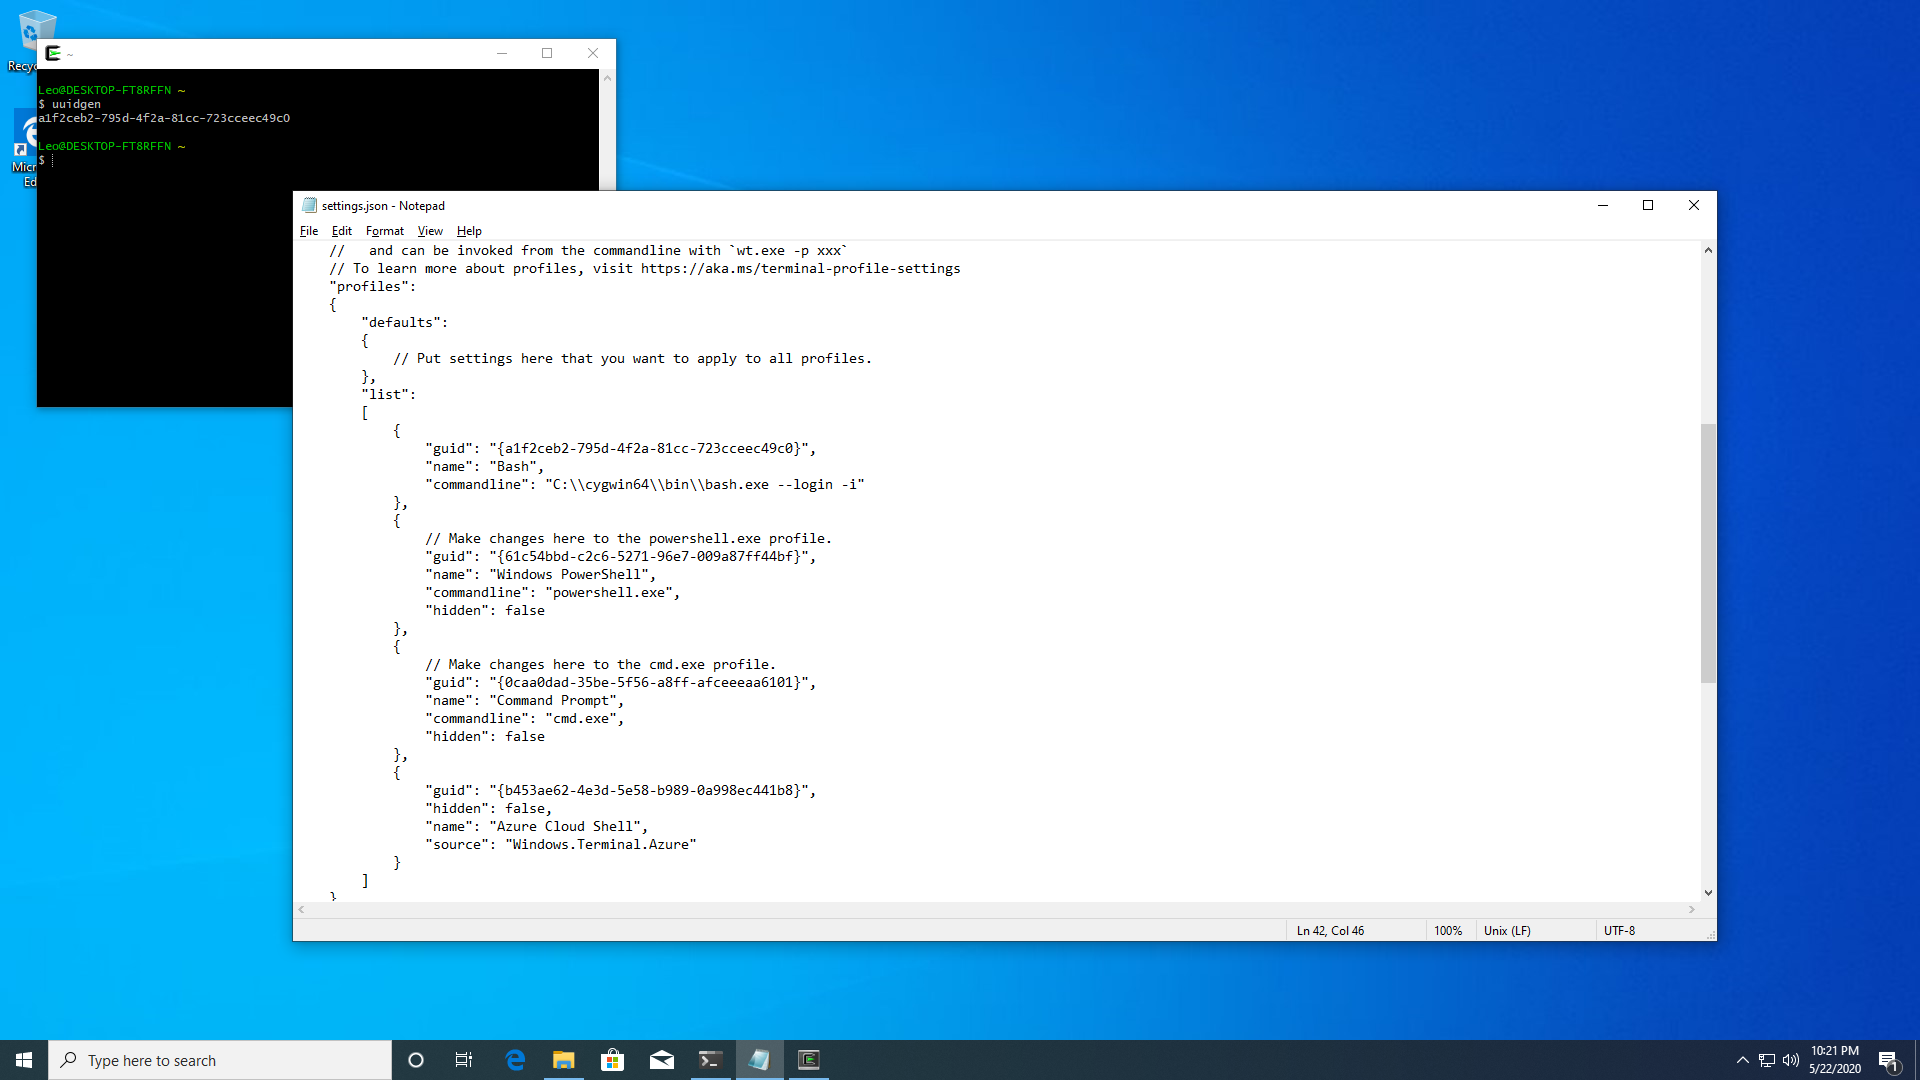 Recyc
Micr
Ed
~
Leo@DESKTOP-FT8RFFN ~
$ uuidgen
a1f2ceb2-795d-4f2a-81cc-723cceec49c0
Leo@DESKTOP-FT8RFFN ~
$
settings.json - Notepad
File Edit Format View Help
//   and can be invoked from the commandline with `wt.exe -p xxx`
// To learn more about profiles, visit https://aka.ms/terminal-profile-settings
"profiles":
{
"defaults":
{
// Put settings here that you want to apply to all profiles.
},
"list":
[
{
"guid": "{a1f2ceb2-795d-4f2a-81cc-723cceec49c0}",
"name": "Bash",
"commandline": "C:\\cygwin64\\bin\\bash.exe --login -i"
},
{
// Make changes here to the powershell.exe profile.
"guid": "{61c54bbd-c2c6-5271-96e7-009a87ff44bf}",
"name": "Windows PowerShell",
"commandline": "powershell.exe",
"hidden": false
},
{
// Make changes here to the cmd.exe profile.
"guid": "{0caa0dad-35be-5f56-a8ff-afceeeaa6101}",
"name": "Command Prompt",
"commandline": "cmd.exe",
"hidden": false
},
{
"guid": "{b453ae62-4e3d-5e58-b989-0a998ec441b8}",
"hidden": false,
"name": "Azure Cloud Shell",
"source": "Windows.Terminal.Azure"
}
]
}
Ln 42, Col 46 100% Unix (LF) UTF-8
Type here to search
10:21 PM
5/22/2020
1